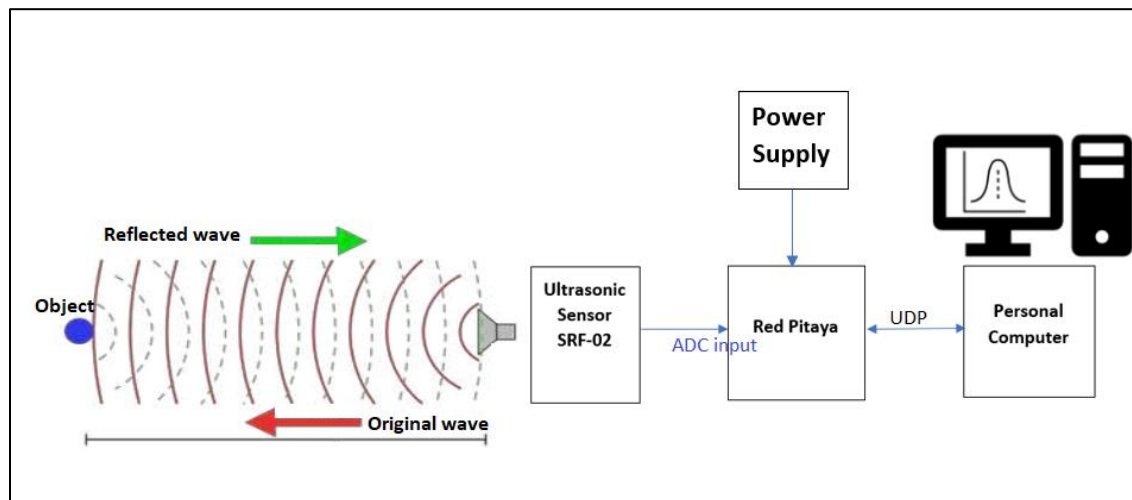 Power
Supply
Reflected wave
Object
Ultrasonic
Sensor
SRF-02
ADC input
Red Pitaya
UDP
Personal
Computer
Original wave